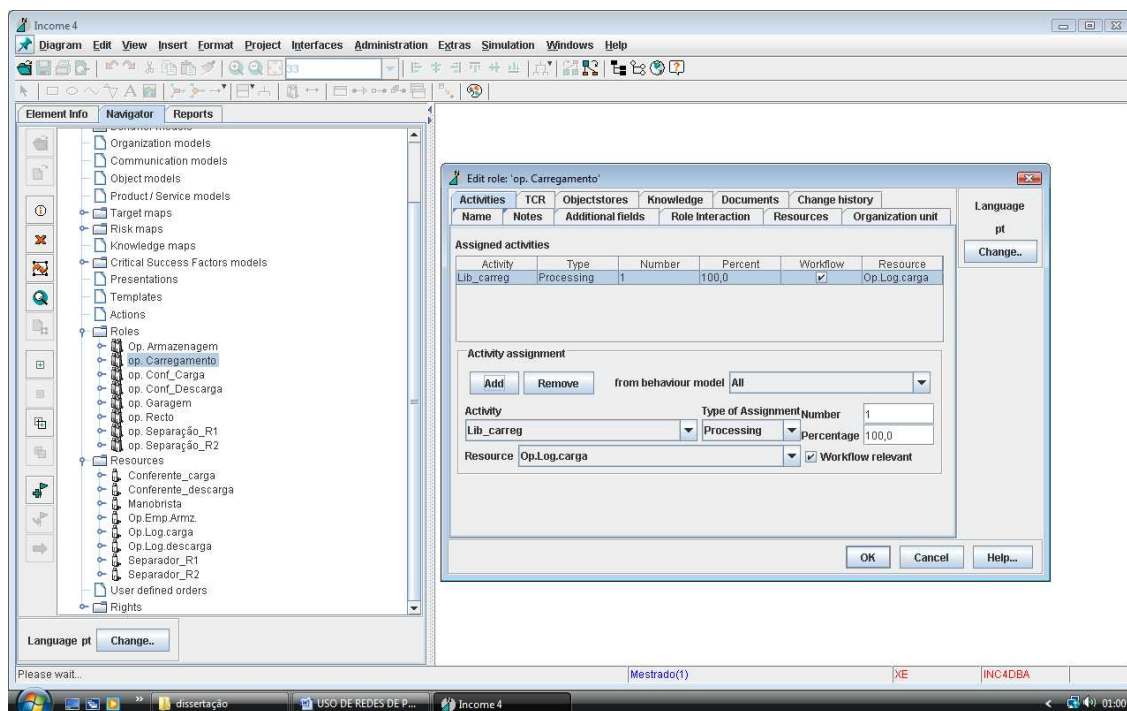 Income 4
Diagram Edit View Insert Format Project Interfaces Administration Extras Simulation Windows Help
33
Element Info Navigator Reports
Behavior models
Organization models
Communication models
Object models
Product / Service models
Target maps
Risk maps
Knowledge maps
Critical Success Factors models
Presentations
Templates
Actions
Roles
Op. Armazenagem
op. Carregamento
op. Conf_Carga
op. Conf_Descarga
op. Garagem
op. Recto
op. Separação_R1
op. Separação_R2
Resources
Conferente_carga
Conferente_descarga
Manobrista
Op.Emp.Armz.
Op.Log.carga
Op.Log.descarga
Separador_R1
Separador_R2
User defined orders
Rights
Language pt Change..
Edit role: 'op. Carregamento'
Activities TCR Objectstores Knowledge Documents Change history
Name Notes Additional fields Role Interaction Resources Organization unit
Language
pt
Change..
Assigned activities
Activity Type Number Percent Workflow Resource
Lib_carreg Processing 1 100,0 Op.Log.carga
Activity assignment
Add Remove from behaviour model All
Activity Type of Assignment Number 1
Lib_carreg Processing Percentage 100,0
Resource Op.Log.carga Workflow relevant
OK Cancel Help...
Please wait... Mestrado(1) XE INC4DBA
dissertação USO DE REDES DE P... Income 4 01:00